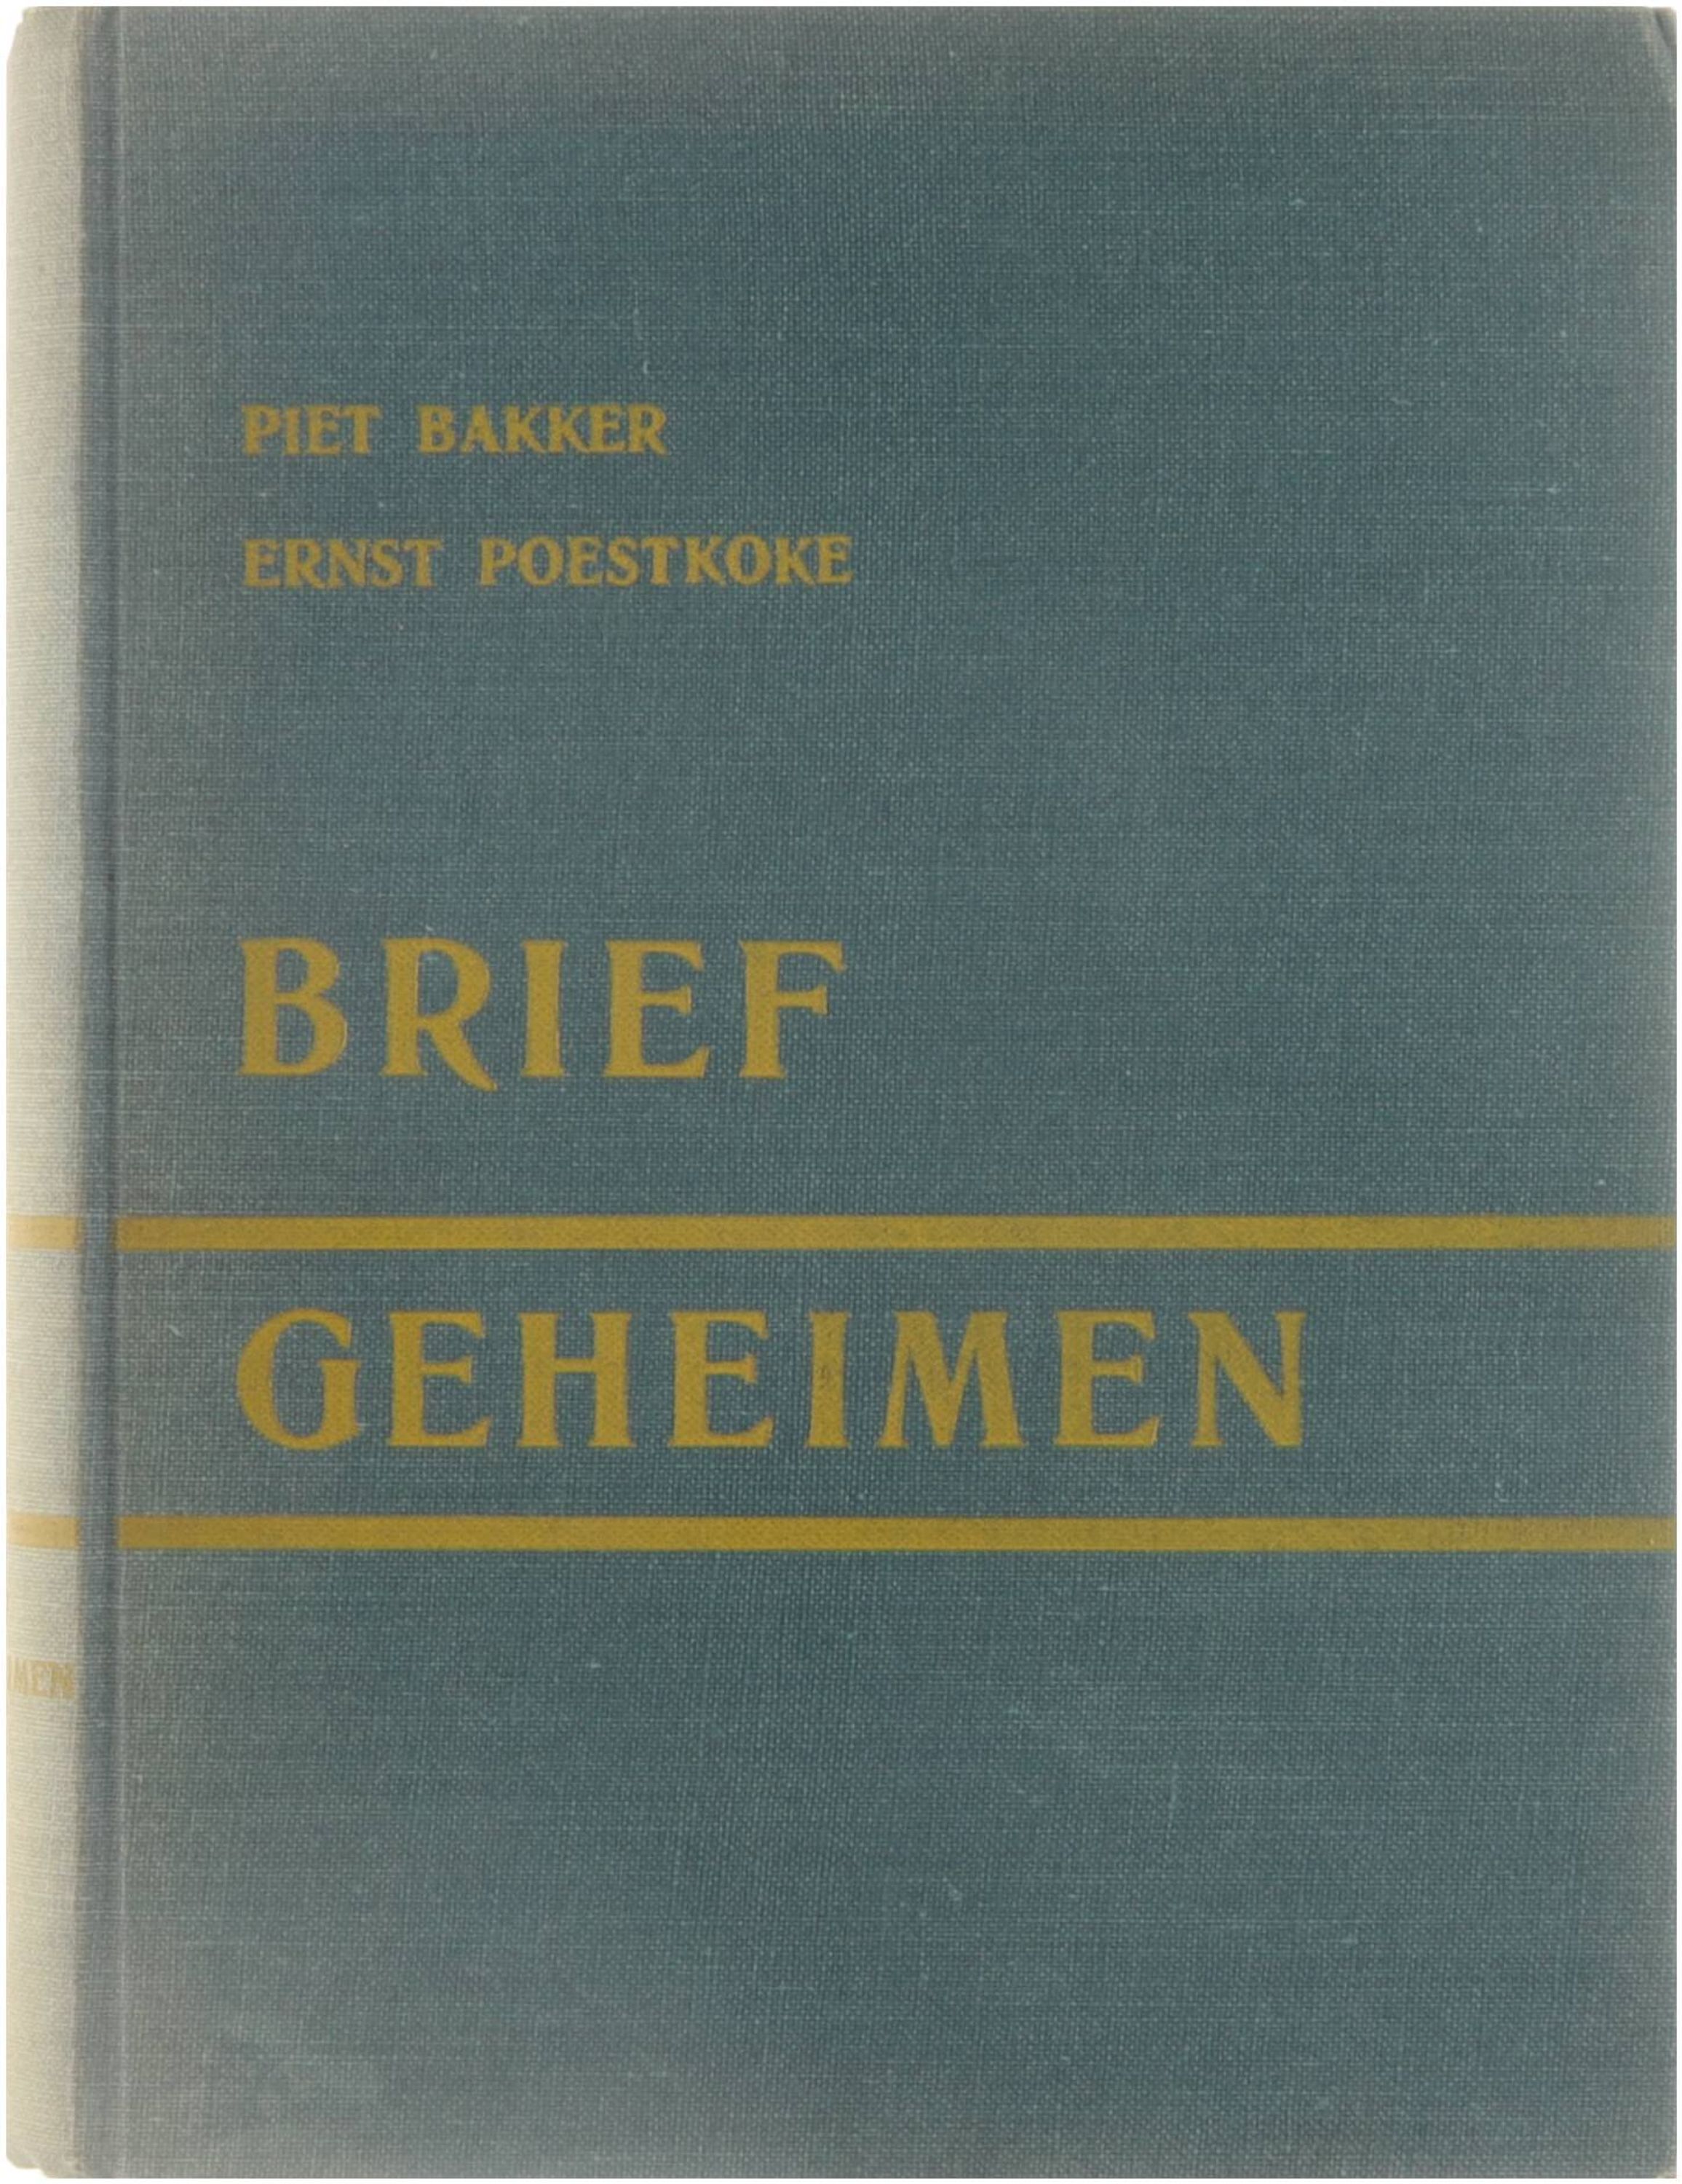 PIET BAKKER
ERNST POESTKOKE
BRIEF
GEHEIMEN
IMEN